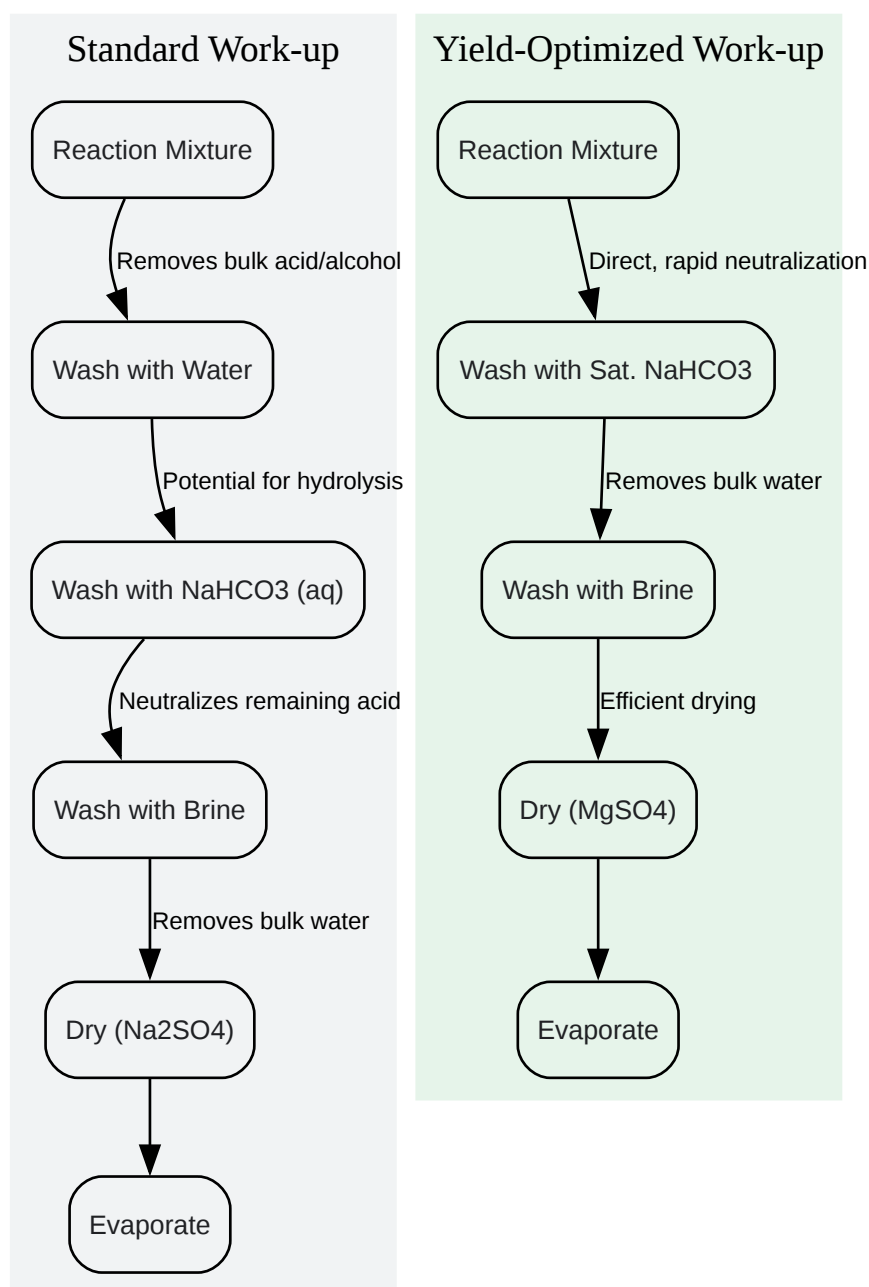 Standard Work-up
Reaction Mixture
Removes bulk acid/alcohol
Wash with Water
Potential for hydrolysis
Wash with NaHCO3 (aq)
Neutralizes remaining acid
Wash with Brine
Removes bulk water
Dry (Na2SO4)
Evaporate
Yield-Optimized Work-up
Reaction Mixture
Direct, rapid neutralization
Wash with Sat. NaHCO3
Removes bulk water
Wash with Brine
Efficient drying
Dry (MgSO4)
Evaporate